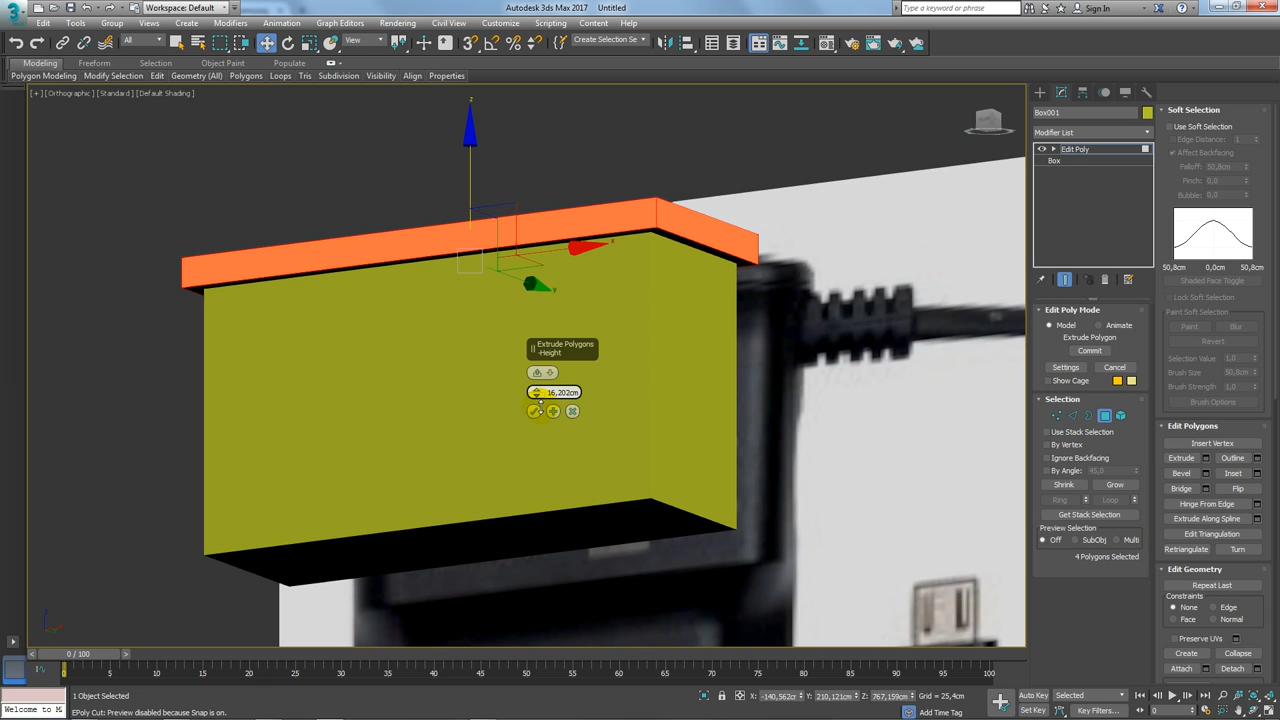 Workspace: Default
Autodesk 3ds Max 2017 Untitled
Type a keyword or phrase
Sign In
Edit Tools Group Views Create Modifiers Animation Graph Editors Rendering Civil View Customize Scripting Content Help
All
View
Create Selection Se
Modeling Freeform Selection Object Paint Populate
Polygon Modeling Modify Selection Edit Geometry (All) Polygons Loops Tris Subdivision Visibility Align Properties
[+] [Orthographic] [Standard] [Default Shading]
z
x
y
Extrude Polygons
-Height
16,202cm
Box001
Modifier List
Edit Poly
Box
Edit Poly Mode
Model Animate
Extrude Polygon
Commit
Settings Cancel
Show Cage
Selection
Use Stack Selection
By Vertex
Ignore Backfacing
By Angle: 45,0
Shrink Grow
Ring Loop
Get Stack Selection
Preview Selection
Off SubObj Multi
4 Polygons Selected
Soft Selection
Use Soft Selection
Edge Distance: 1
Affect Backfacing
Falloff: 50,8cm
Pinch: 0,0
Bubble: 0,0
50,8cm 0,0cm 50,8cm
Shaded Face Toggle
Lock Soft Selection
Paint Soft Selection
Paint Blur
Revert
Selection Value 1,0
Brush Size 50,8cm
Brush Strength 1,0
Brush Options
Edit Polygons
Insert Vertex
Extrude Outline
Bevel Inset
Bridge Flip
Hinge From Edge
Extrude Along Spline
Edit Triangulation
Retriangulate Turn
Edit Geometry
Repeat Last
Constraints
None Edge
Face Normal
Preserve UVs
Create Collapse
Attach Detach
0 / 100
0 5 10 15 20 25 30 35 40 45 50 55 60 65 70 75 80 85 90 95 100
1 Object Selected
X: -140,562cr Y: 210,121cm Z: 767,159cm Grid = 25,4cm
Auto Key Selected
Welcome to M
EPoly Cut: Preview disabled because Snap is on.
Add Time Tag
Set Key Key Filters...
0